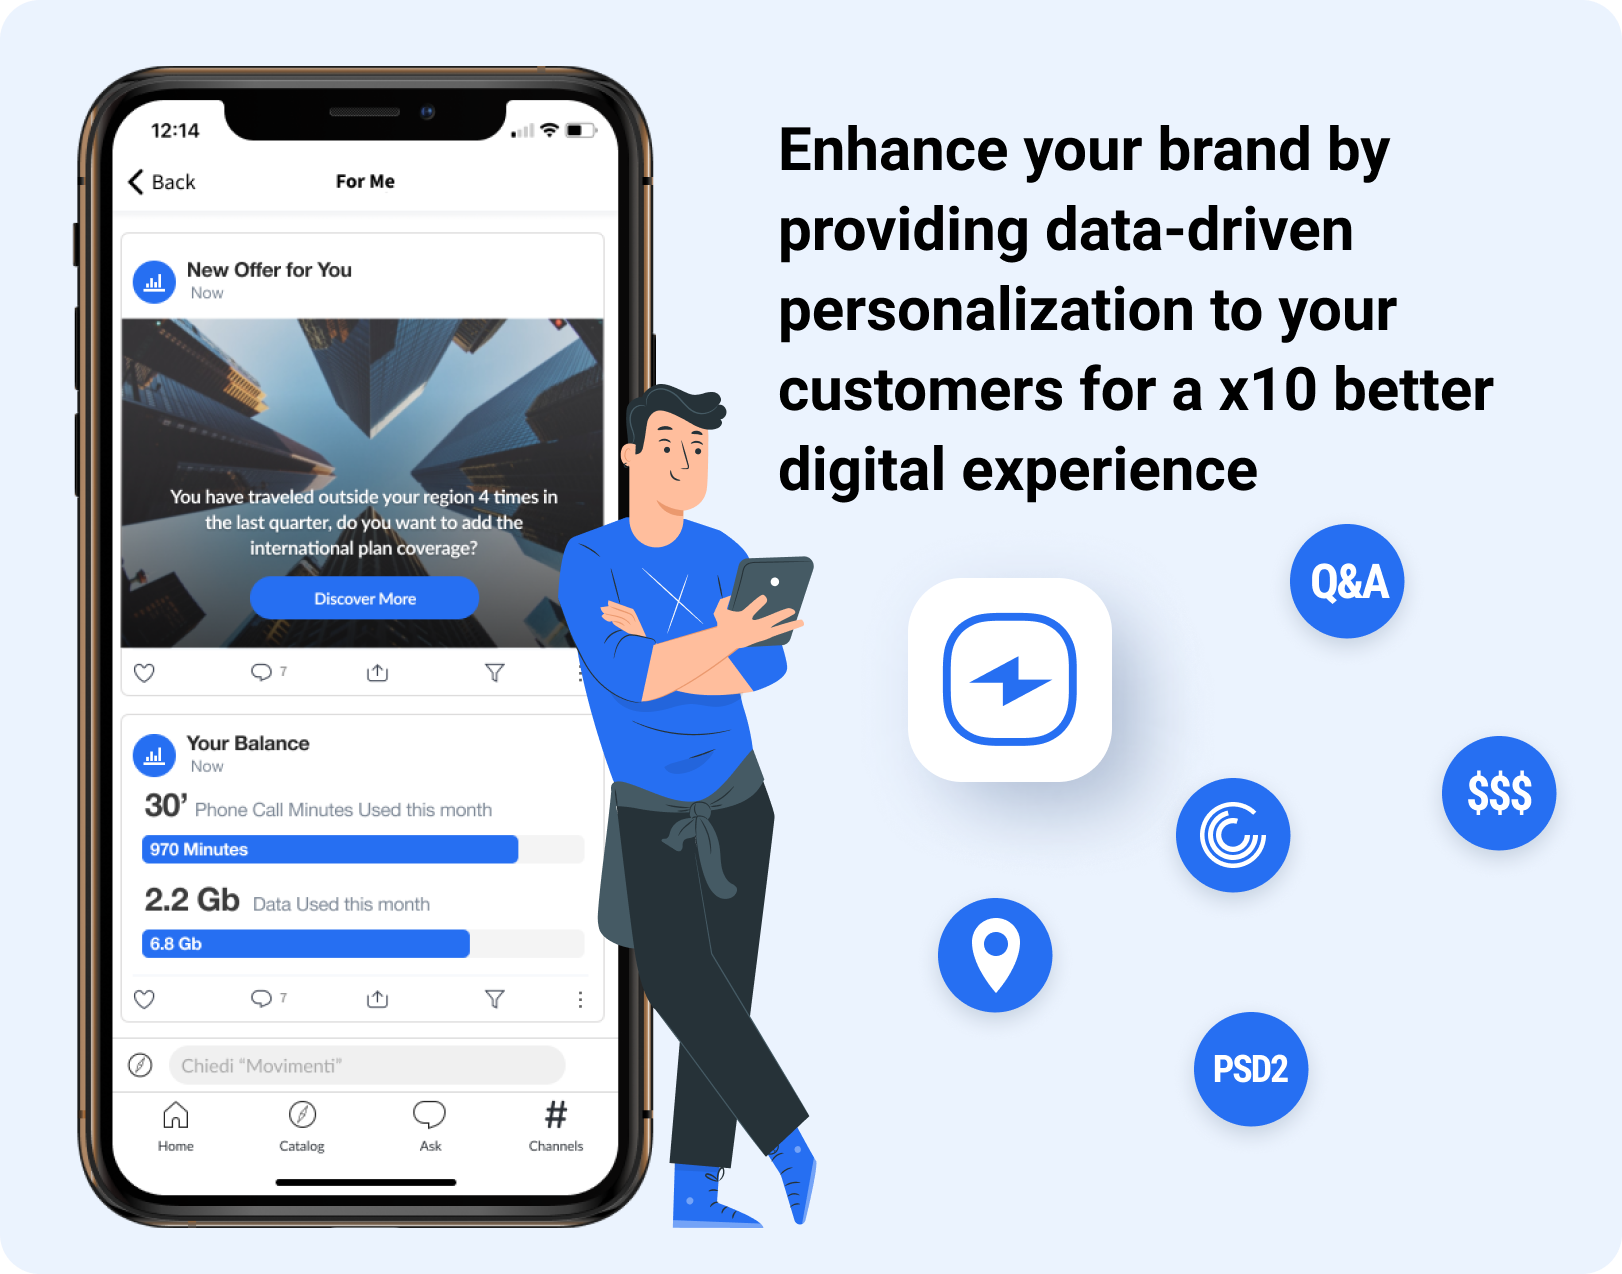 12:14
Back
For Me
New Offer for You
Now
You have traveled outside your region 4 times in
the last quarter, do you want to add the
international plan coverage?
Discover More
7
Your Balance
Now
30’ Phone Call Minutes Used this month
970 Minutes
2.2 Gb Data Used this month
6.8 Gb
7
Chiedi “Movimenti”
Home
Catalog
Ask
# Channels
Enhance your brand by
providing data-driven
personalization to your
customers for a x10 better
digital experience
Q&A
$$$
PSD2